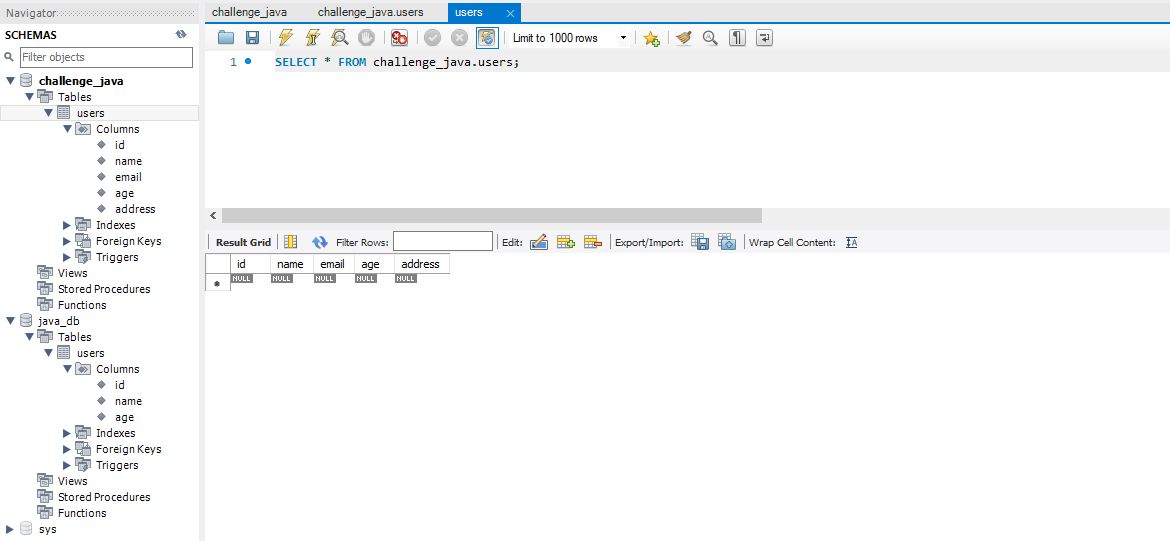 Navigator
SCHEMAS
Filter objects
challenge_java
Tables
users
Columns
id
name
email
age
address
Indexes
Foreign Keys
Triggers
Views
Stored Procedures
Functions
java_db
Tables
users
Columns
id
name
age
Indexes
Foreign Keys
Triggers
Views
Stored Procedures
Functions
sys
challenge_java challenge_java.users users
Limit to 1000 rows
1 SELECT * FROM challenge_java.users;
Result Grid Filter Rows: Edit: Export/Import: Wrap Cell Content:
id name email age address
NULL NULL NULL NULL NULL